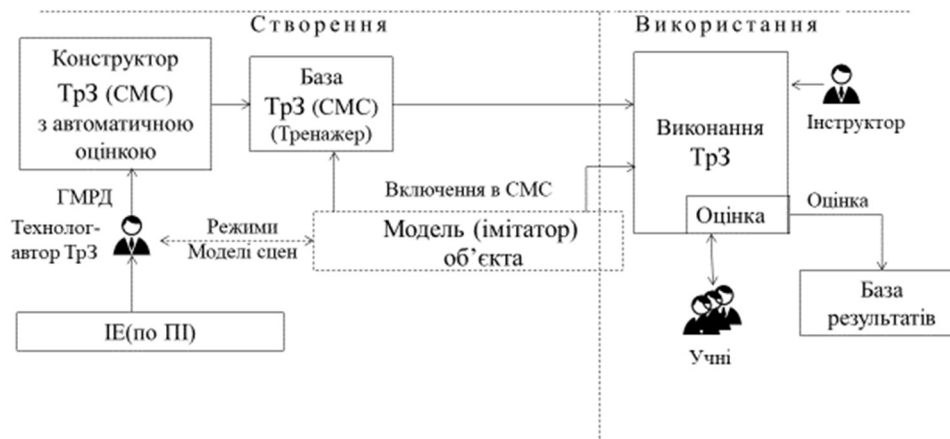 Створення
Використання
Конструктор
ТрЗ (СМС)
з автоматичною
оцінкою
База
ТрЗ (СМС)
(Тренажер)
Виконання
ТрЗ
Інструктор
ГМРД
Технолог-
автор ТрЗ
Режими
Моделі сцен
Включення в СМС
Модель (імітатор)
об’єкта
Оцінка
Оцінка
ІЕ(по ПІ)
Учні
База
результатів